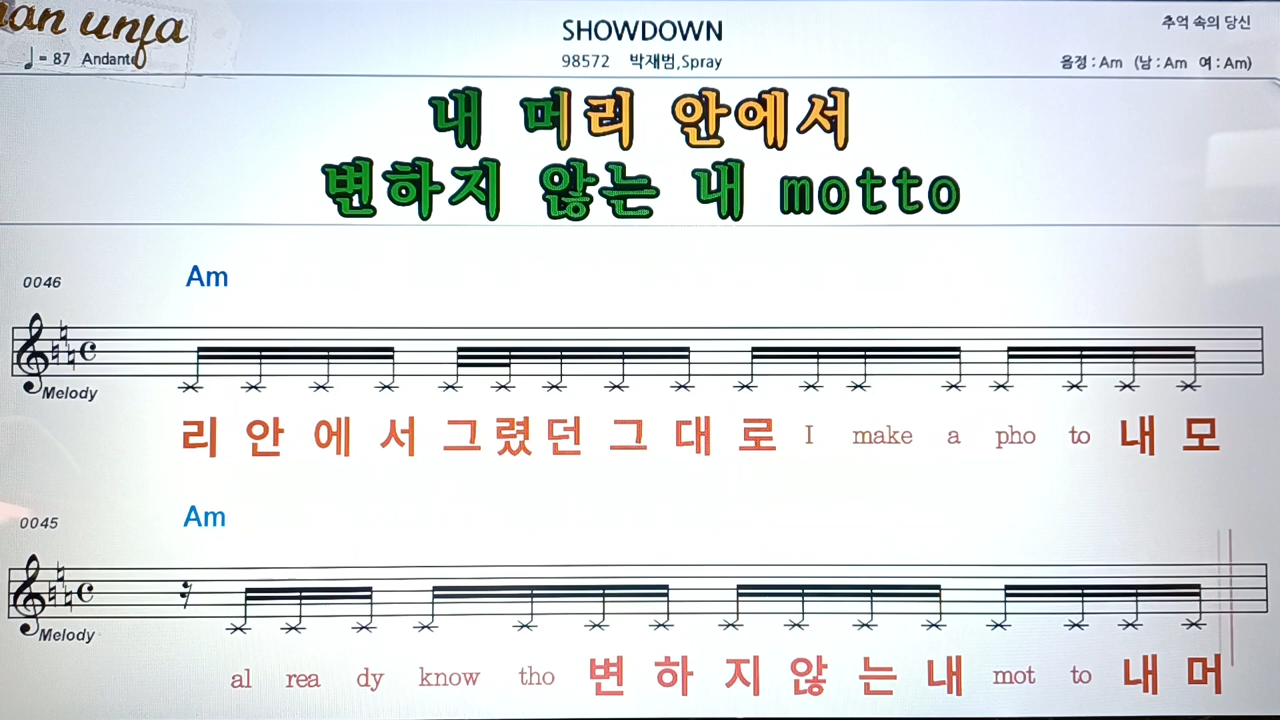 an unja
SHOWDOWN
추억 속의 당신
♩= 87 Andante
98572 박재범,Spray
음정 : Am (남 : Am 여 : Am)
내 머리 안에서
변하지 않는 내 motto
0046
Am
Melody
리 안 에 서 그 렸 던 그 대 로 I make a pho to 내 모
0045
Am
Melody
al rea dy know tho 변 하 지 않 는 내 mot to 내 머